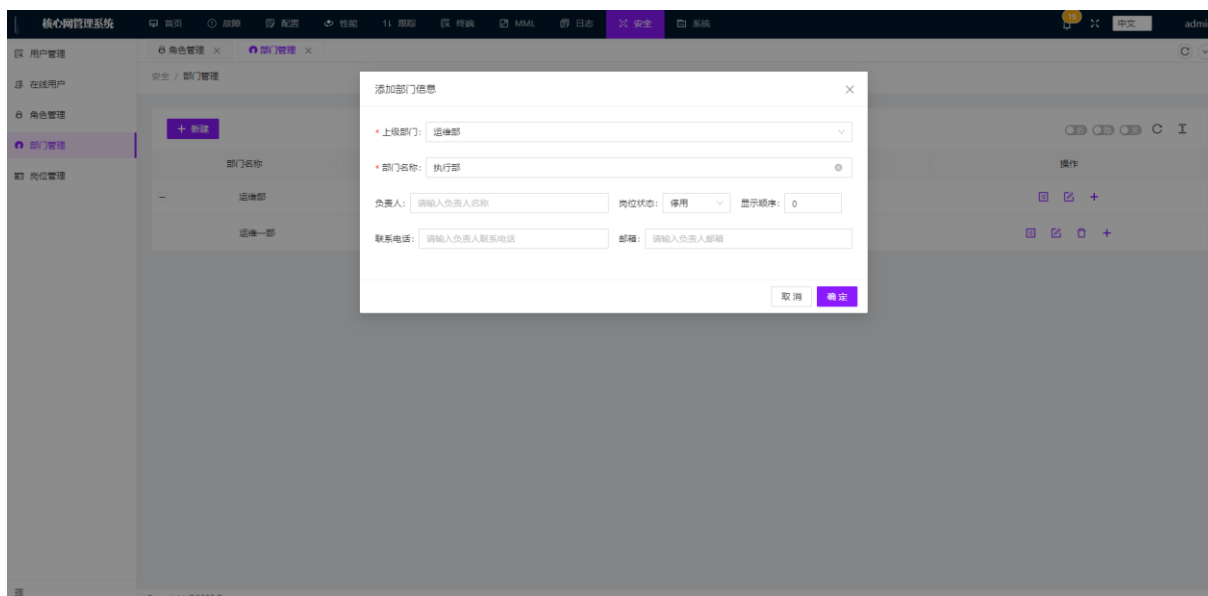 核心网管理系统 首页 故障 配置 性能 跟踪 终端 MML 日志 安全 系统 19 中文 admi
用户管理 角色管理 部门管理
在线用户 安全 / 部门管理
角色管理
部门管理
岗位管理
+ 新建
部门名称 操作
运维部
运维一部
添加部门信息
* 上级部门: 运维部
* 部门名称: 执行部
负责人: 请输入负责人名称 岗位状态: 停用 显示顺序: 0
联系电话: 请输入负责人联系电话 邮箱: 请输入负责人邮箱
取消 确定